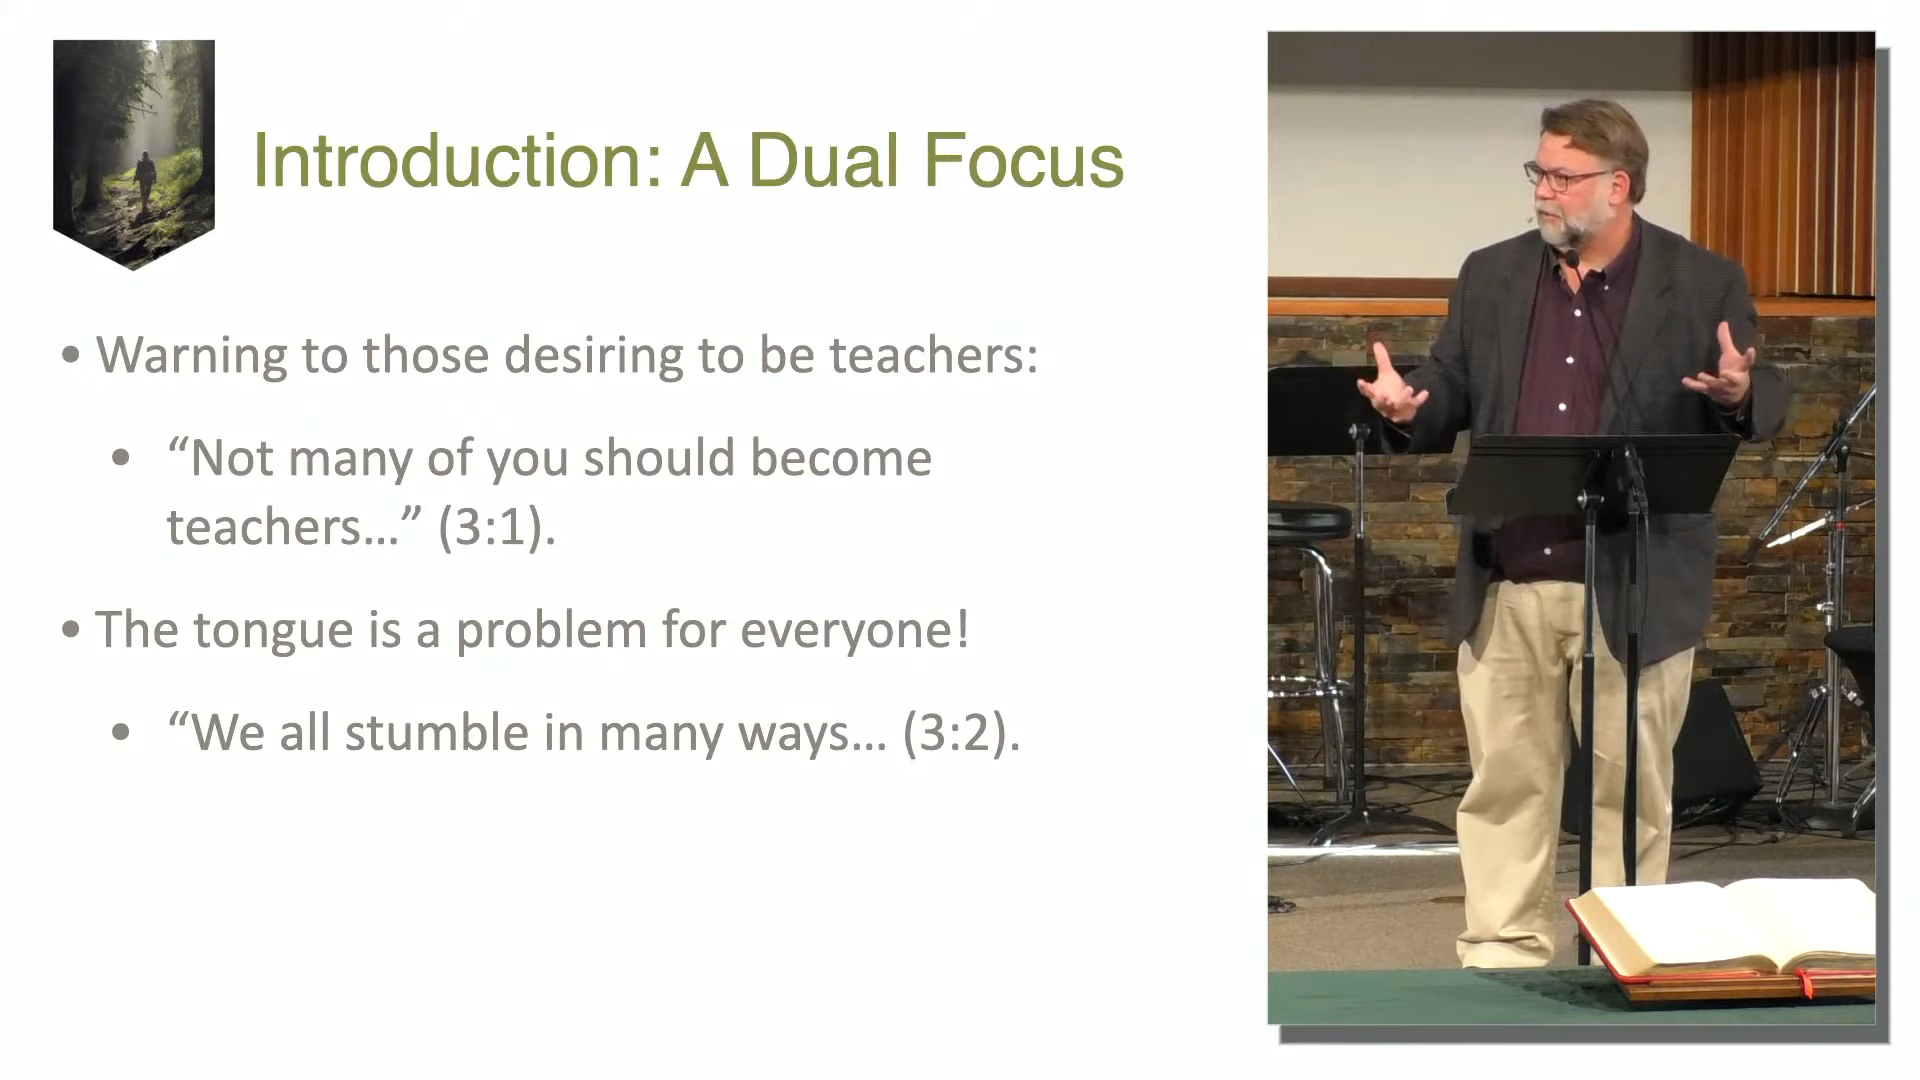 Introduction: A Dual Focus
• Warning to those desiring to be teachers:
• “Not many of you should become
teachers…” (3:1).
• The tongue is a problem for everyone!
• “We all stumble in many ways… (3:2).